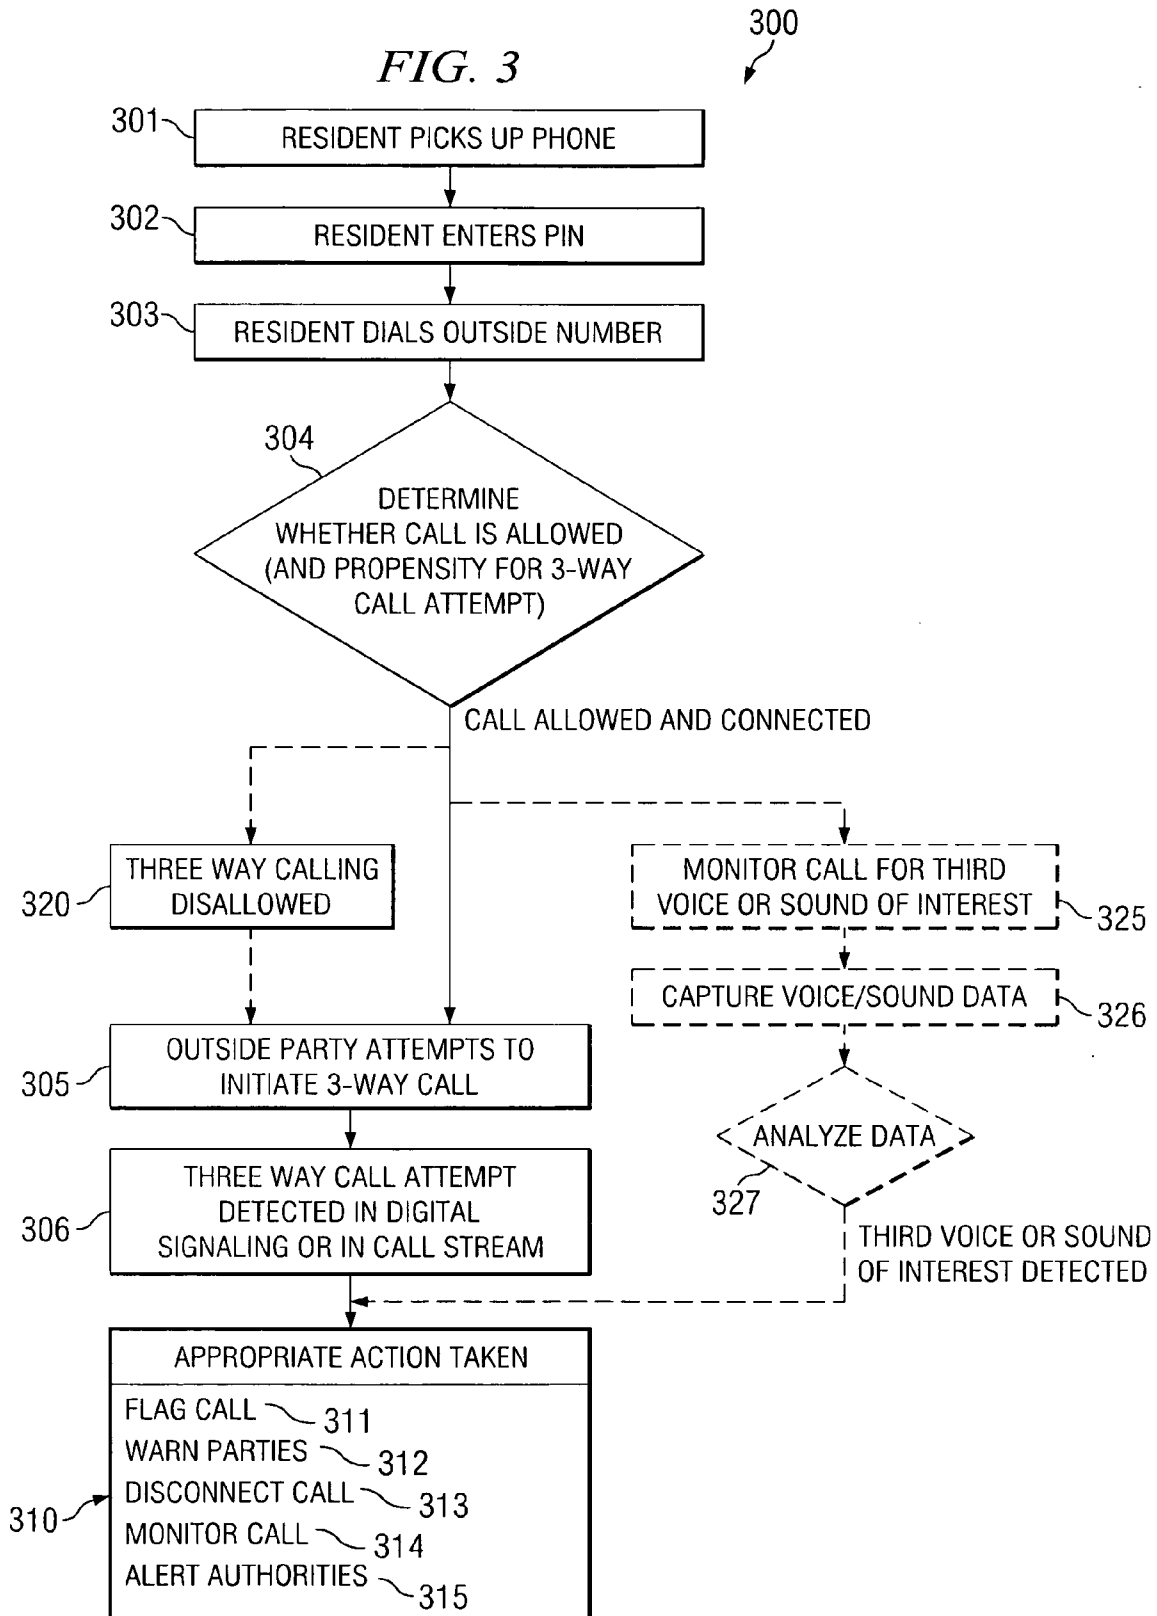 300
FIG. 3
301
RESIDENT PICKS UP PHONE
302
RESIDENT ENTERS PIN
303
RESIDENT DIALS OUTSIDE NUMBER
304
DETERMINE
WHETHER CALL IS ALLOWED
(AND PROPENSITY FOR 3-WAY
CALL ATTEMPT)
CALL ALLOWED AND CONNECTED
THREE WAY CALLING
DISALLOWED
320
MONITOR CALL FOR THIRD
VOICE OR SOUND OF INTEREST
325
CAPTURE VOICE/SOUND DATA
326
OUTSIDE PARTY ATTEMPTS TO
INITIATE 3-WAY CALL
305
ANALYZE DATA
327
THREE WAY CALL ATTEMPT
DETECTED IN DIGITAL
SIGNALING OR IN CALL STREAM
306
THIRD VOICE OR SOUND
OF INTEREST DETECTED
APPROPRIATE ACTION TAKEN
FLAG CALL 311
WARN PARTIES 312
DISCONNECT CALL 313
310
MONITOR CALL 314
ALERT AUTHORITIES 315